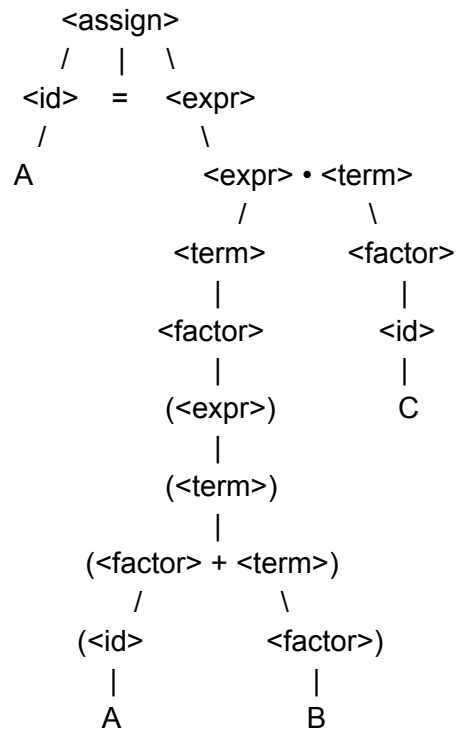 <assign>
/ | \
<id> = <expr>
/ \
A <expr> • <term>
/ \
<term> <factor>
| |
<factor> <id>
| |
(<expr>) C
|
(<term>)
|
(<factor> + <term>)
/ \
(<id> <factor>)
| |
A B